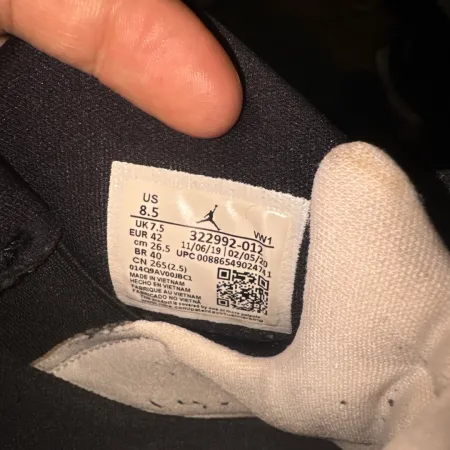 US
8.5
UK 7.5
EUR 42
cm 26.5
BR 40
CN 265(2.5)
VW1
322992-012
11/06/19 02/05/20
UPC 00886549024741
014Q9AV00JBC1
MADE IN VIETNAM
HECHO EN VIETNAM
FABRIQUÉ AU VIETNAM
FABRICADO NO VIETNÃ